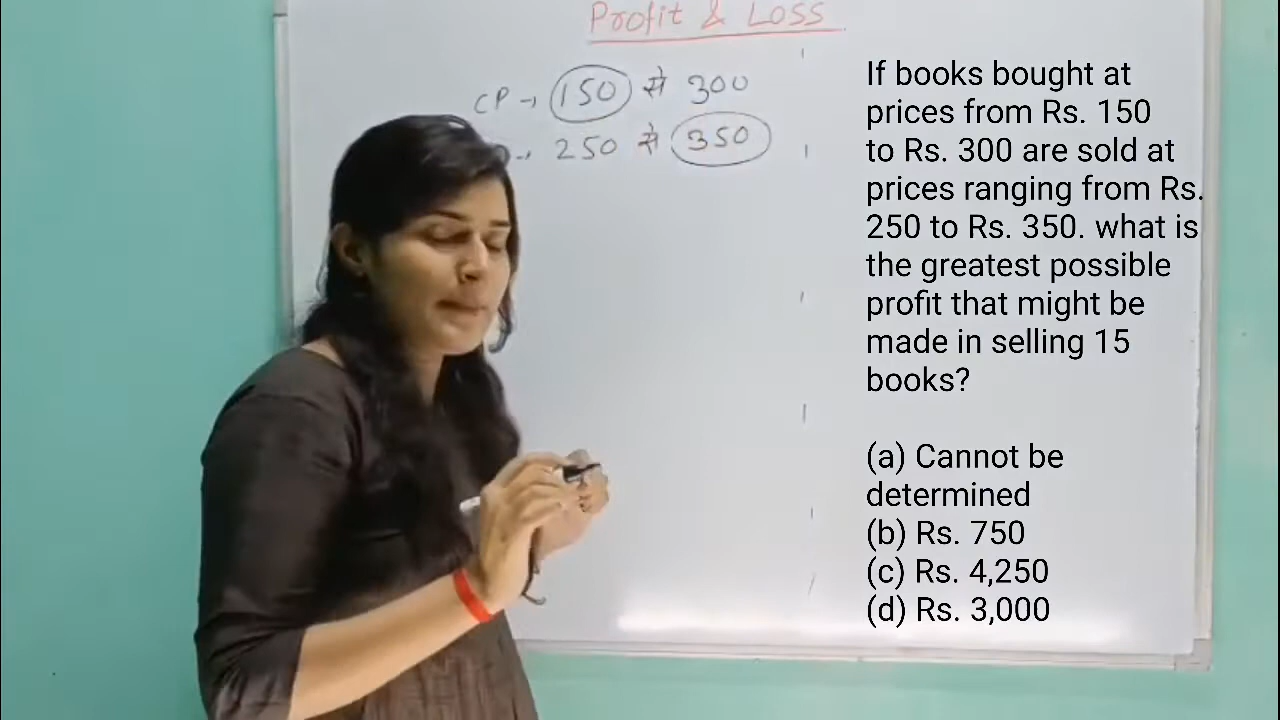 Profit & Loss
CP → 150 से 300
250 से 350
If books bought at
prices from Rs. 150
to Rs. 300 are sold at
prices ranging from Rs.
250 to Rs. 350. what is
the greatest possible
profit that might be
made in selling 15
books?
(a) Cannot be
determined
(b) Rs. 750
(c) Rs. 4,250
(d) Rs. 3,000